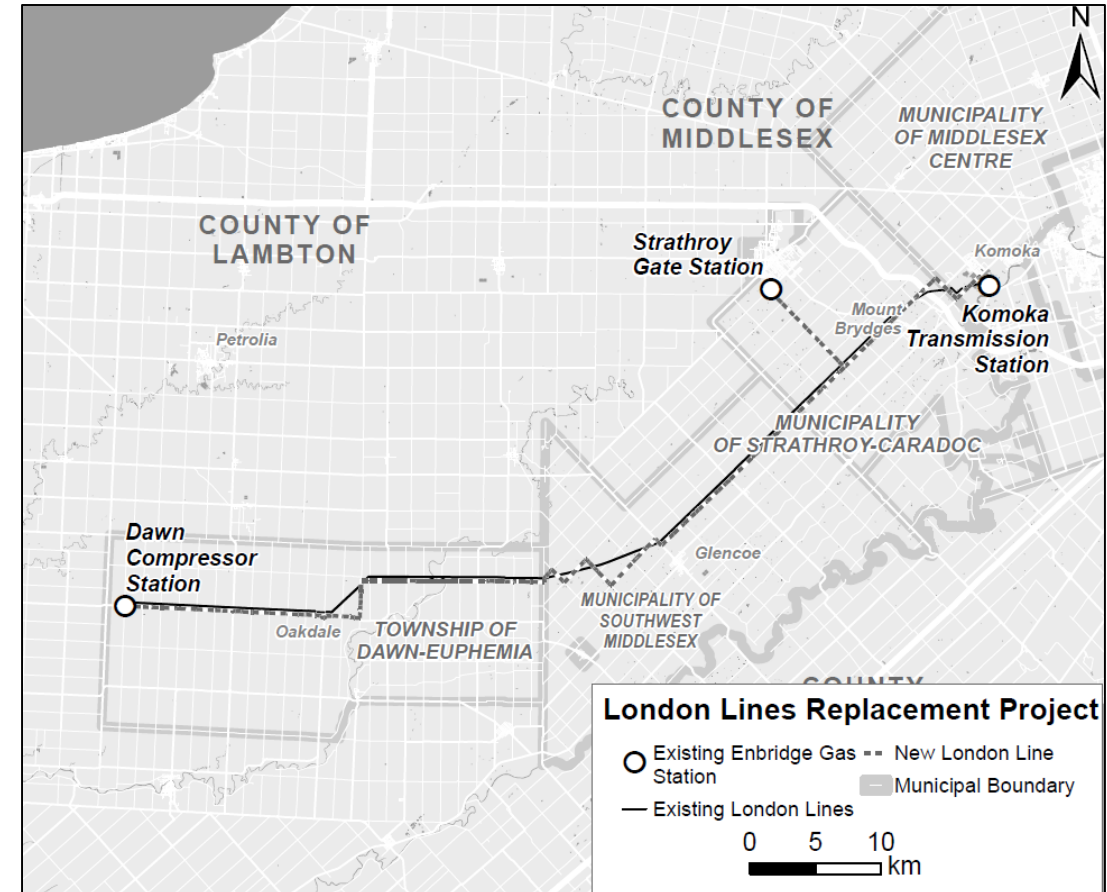 N
COUNTY OF
MIDDLESEX
MUNICIPALITY
OF MIDDLESEX
CENTRE
COUNTY OF
LAMBTON
Strathroy
Gate Station
Komoka
Mount
Brydges
Komoka
Transmission
Station
Petrolia
MUNICIPALITY
OF STRATHROY-CARADOC
Dawn
Compressor
Station
Glencoe
MUNICIPALITY OF
SOUTHWEST
MIDDLESEX
Oakdale
TOWNSHIP OF
DAWN-EUPHEMIA
COUNTY
London Lines Replacement Project
Existing Enbridge Gas
Station
New London Line
Municipal Boundary
Existing London Lines
0 5 10
km